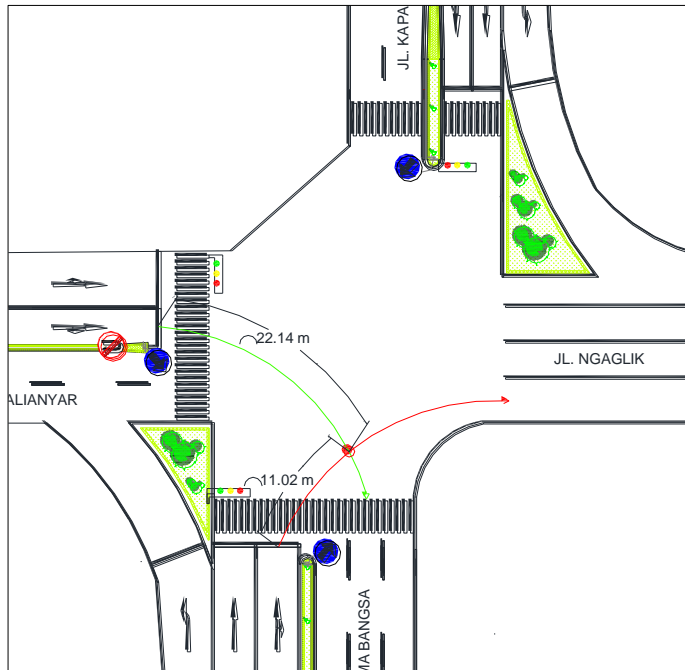 JL. KAPA
22.14 m
JL. NGAGLIK
ALIANYAR
11.02 m
MA BANGSA